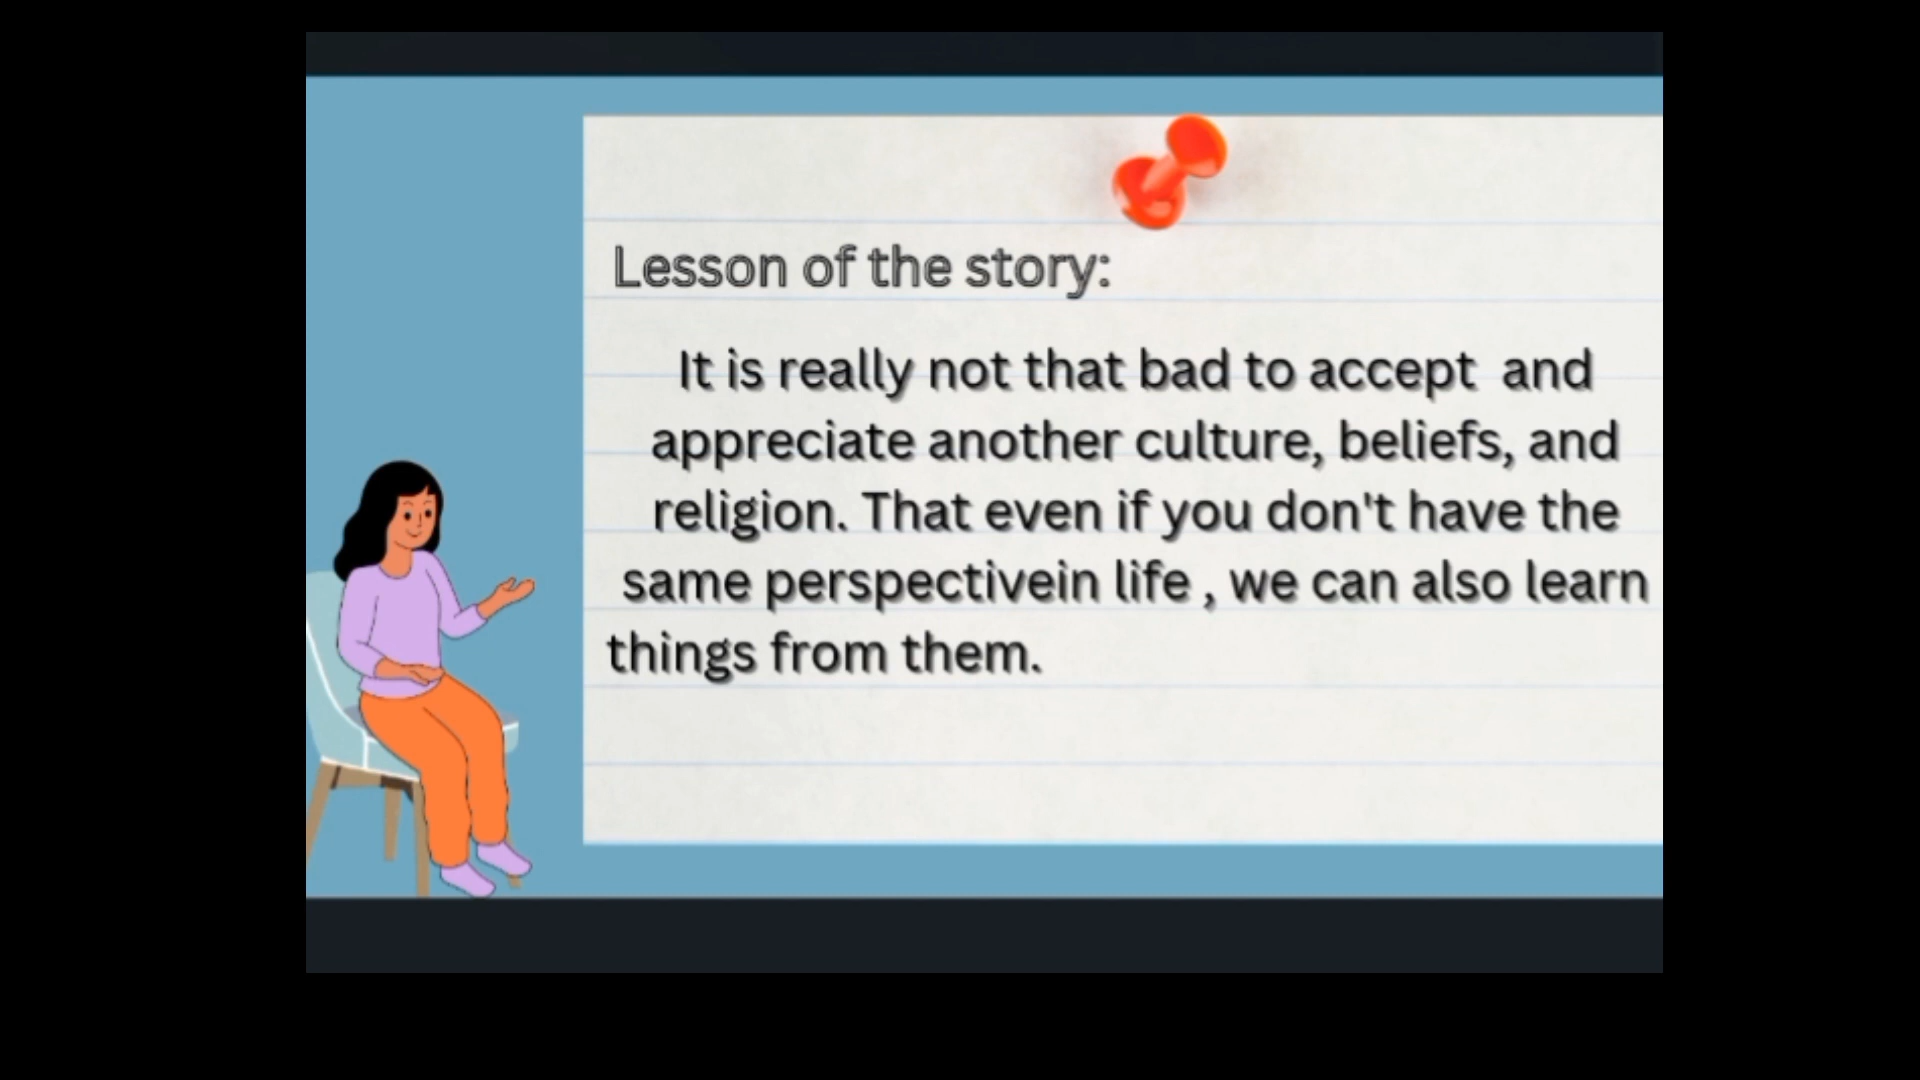 Lesson of the story:
It is really not that bad to accept  and
appreciate another culture, beliefs, and
religion. That even if you don't have the
same perspectivein life , we can also learn
things from them.